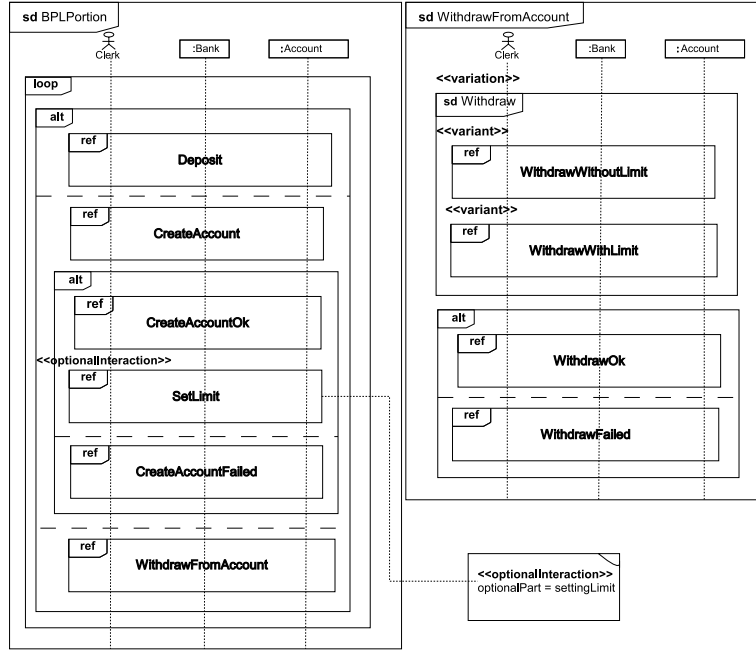 sd BPLPortion
Clerk
:Bank
:Account
loop
alt
ref
Deposit
ref
CreateAccount
alt
ref
CreateAccountOk
<<optionalInteraction>>
ref
SetLimit
ref
CreateAccountFailed
ref
WithdrawFromAccount
sd WithdrawFromAccount
Clerk
:Bank
:Account
<<variation>>
sd Withdraw
<<variant>>
ref
WithdrawWithoutLimit
<<variant>>
ref
WithdrawWithLimit
alt
ref
WithdrawOk
ref
WithdrawFailed
<<optionalInteraction>>
optionalPart = settingLimit